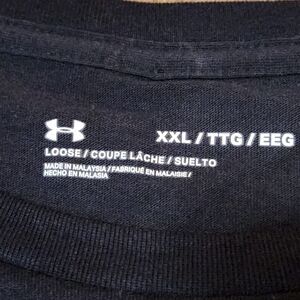 XXL / TTG / EEG
LOOSE / COUPE LÂCHE / SUELTO
MADE IN MALAYSIA / FABRIQUÉ EN MALAISIE /
HECHO EN MALASIA